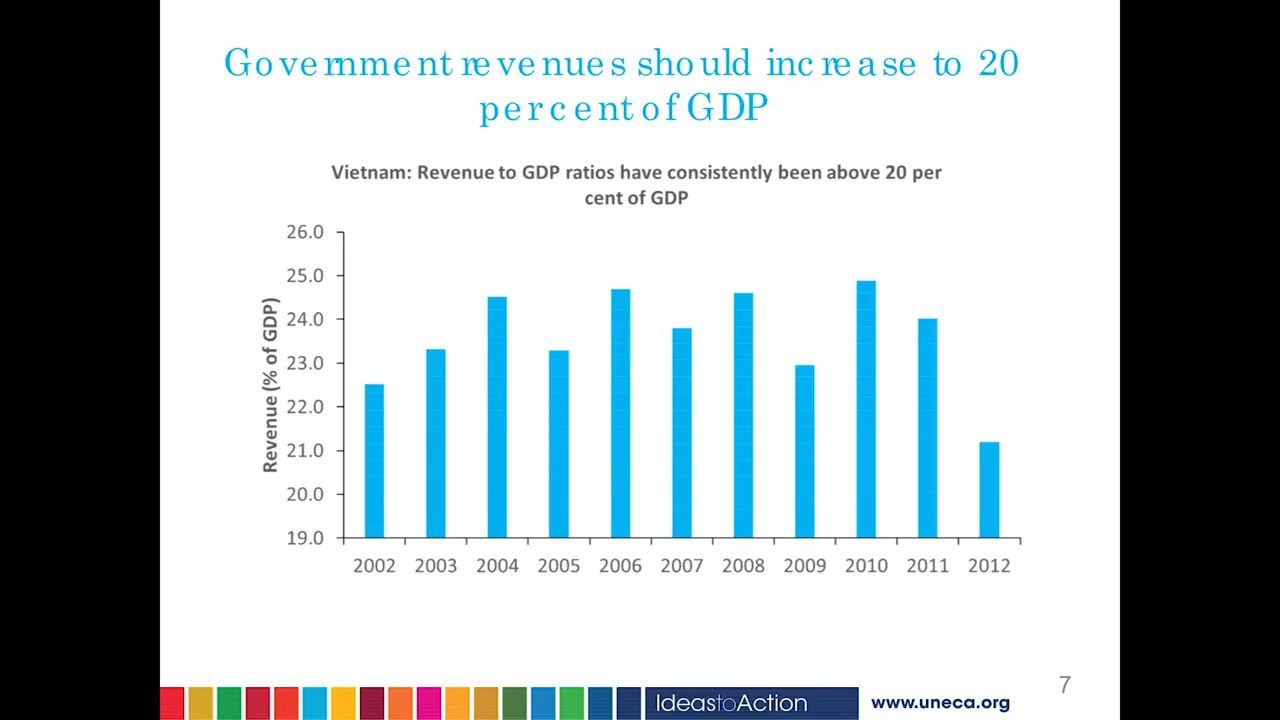 Government revenues should increase to 20
per cent of GDP
Vietnam: Revenue to GDP ratios have consistently been above 20 per
cent of GDP
Revenue (% of GDP)
26.0
25.0
24.0
23.0
22.0
21.0
20.0
19.0
2002 2003 2004 2005 2006 2007 2008 2009 2010 2011 2012
7
IdeastoAction
www.uneca.org